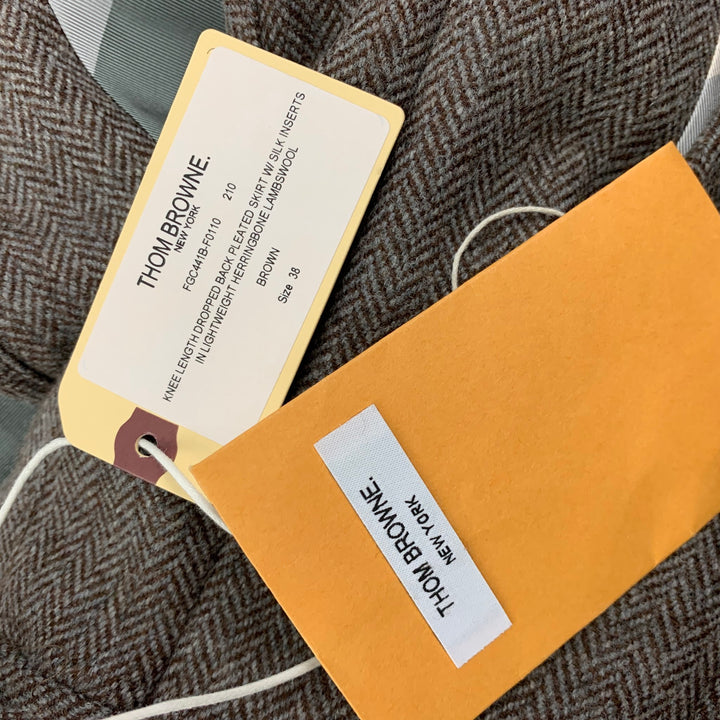 THOM BROWNE.
NEW YORK
FGC441B-F0110 210
KNEE LENGTH DROPPED BACK PLEATED SKIRT W/ SILK INSERTS
IN LIGHTWEIGHT HERRINGBONE LAMBSWOOL
BROWN
Size 38
THOM BROWNE.
NEW YORK